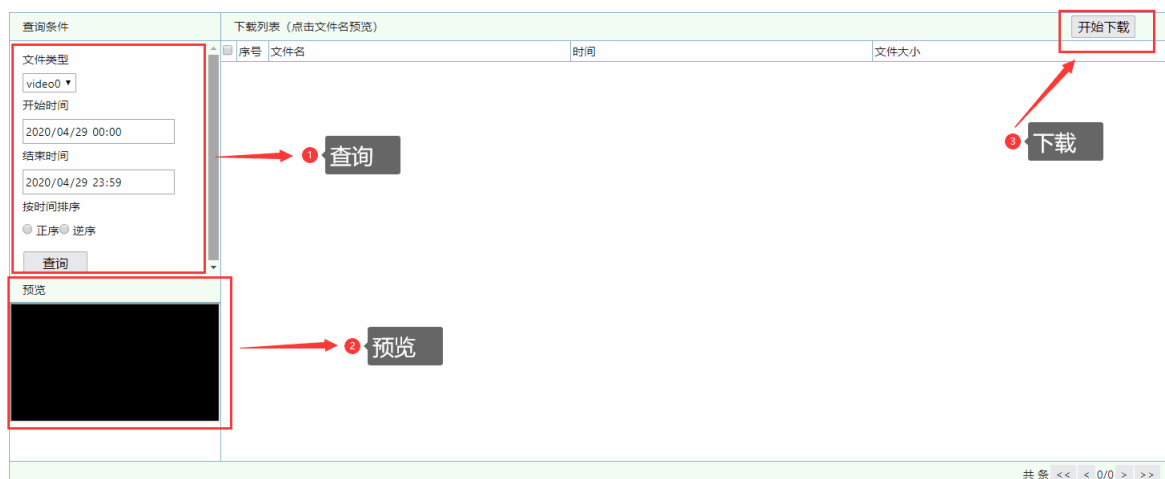 查询条件
下载列表（点击文件名预览）
开始下载
文件类型
序号 文件名 时间 文件大小
video0
开始时间
2020/04/29 00:00
结束时间
2020/04/29 23:59
按时间排序
正序 逆序
查询
1 查询
3 下载
预览
2 预览
共 条 << < 0/0 > >>